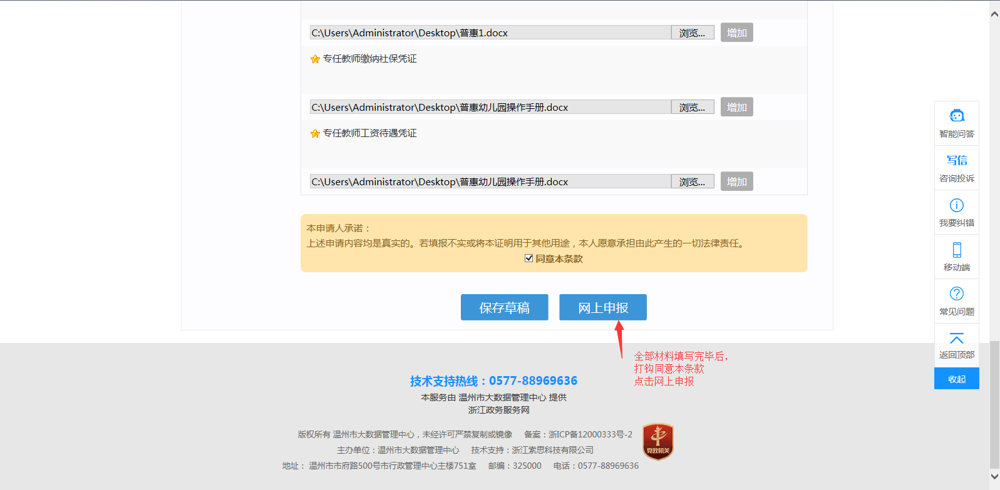 C:\Users\Administrator\Desktop\普惠1.docx 浏览... 增加
专任教师缴纳社保凭证
C:\Users\Administrator\Desktop\普惠幼儿园操作手册.docx 浏览... 增加
专任教师工资待遇凭证
C:\Users\Administrator\Desktop\普惠幼儿园操作手册.docx 浏览... 增加
本申请人承诺：
上述申请内容均是真实的。若填报不实或将本证明用于其他用途，本人愿意承担由此产生的一切法律责任。
同意本条款
保存草稿 网上申报
全部材料填写完毕后，
打钩同意本条款
点击网上申报
技术支持热线：0577-88969636
本服务由 温州市大数据管理中心 提供
浙江政务服务网
版权所有 温州市大数据管理中心，未经许可严禁复制或镜像 备案：浙ICP备12000333号-2
主办单位：温州市大数据管理中心 技术支持：浙江索思科技有限公司
地址： 温州市市府路500号市行政管理中心主楼751室 邮编：325000 电话：0577-88969636
党政机关
智能问答
写信
咨询投诉
我要纠错
移动端
常见问题
返回顶部
收起